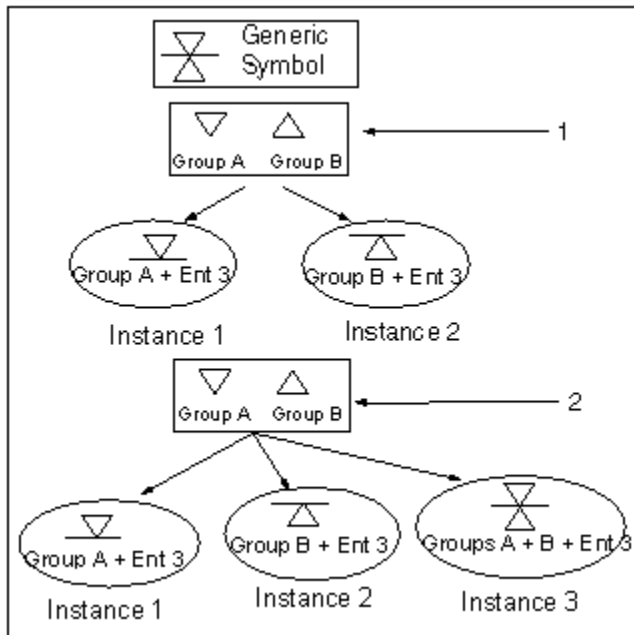 Generic
Symbol
Group A Group B
1
Group A + Ent 3
Group B + Ent 3
Instance 1
Instance 2
Group A Group B
2
Group A + Ent 3
Group B + Ent 3
Groups A + B + Ent 3
Instance 1
Instance 2
Instance 3